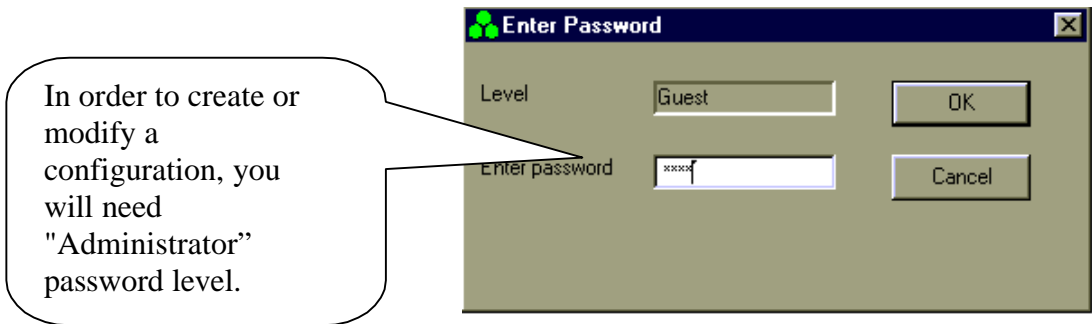 Enter Password
In order to create or
modify a
configuration, you
will need
"Administrator”
password level.
Level
Guest
OK
Enter password
xxxx
Cancel